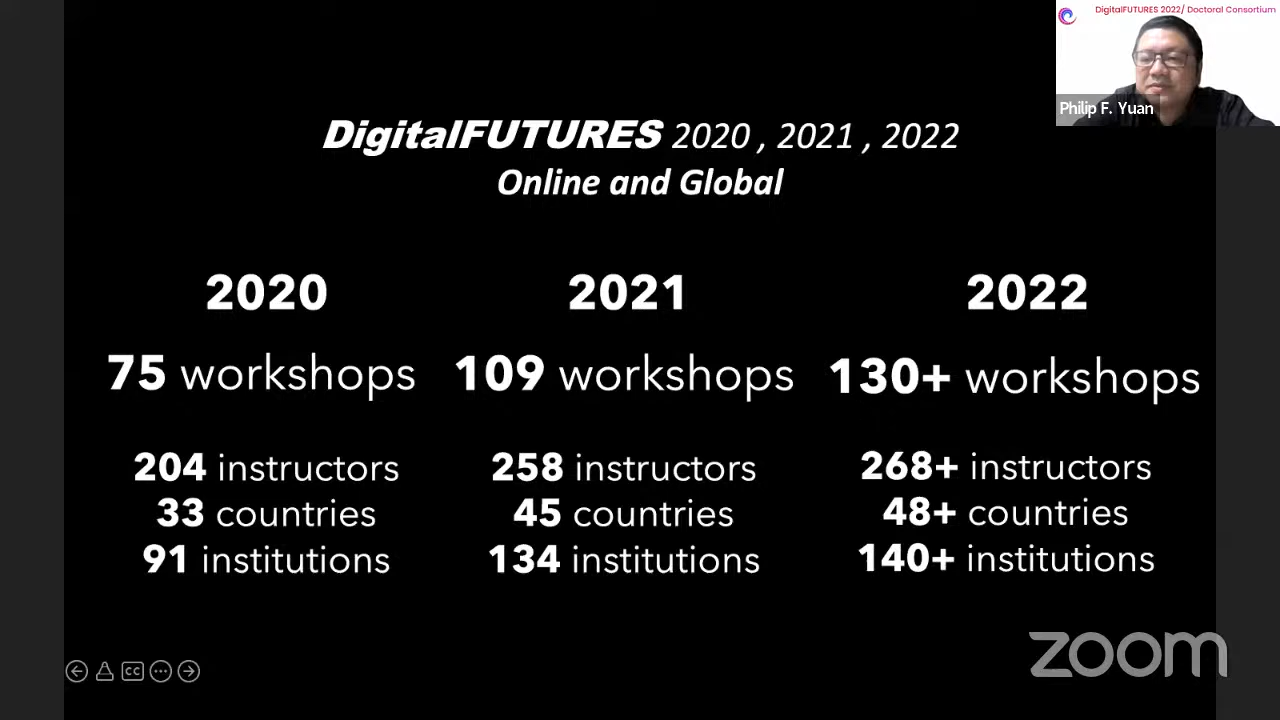 DigitalFUTURES 2022/ Doctoral Consortium
Philip F. Yuan
DigitalFUTURES 2020 , 2021 , 2022
Online and Global
2020
75 workshops
204 instructors
33 countries
91 institutions
2021
109 workshops
258 instructors
45 countries
134 institutions
2022
130+ workshops
268+ instructors
48+ countries
140+ institutions
CC
zoom